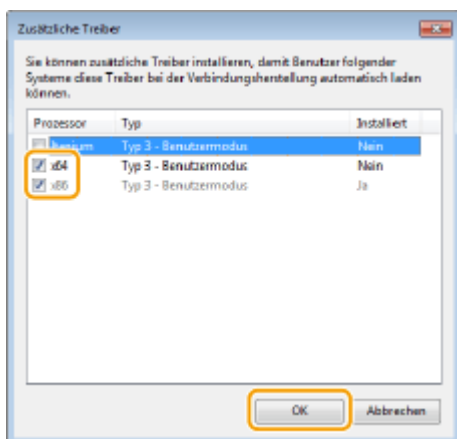 Zusätzliche Treiber
Sie können zusätzliche Treiber installieren, damit Benutzer folgender
Systeme diese Treiber bei der Verbindungsherstellung automatisch laden
können.
Prozessor Typ Installiert
Itanium Typ 3 - Benutzermodus Nein
x64 Typ 3 - Benutzermodus Nein
x86 Typ 3 - Benutzermodus Ja
OK Abbrechen